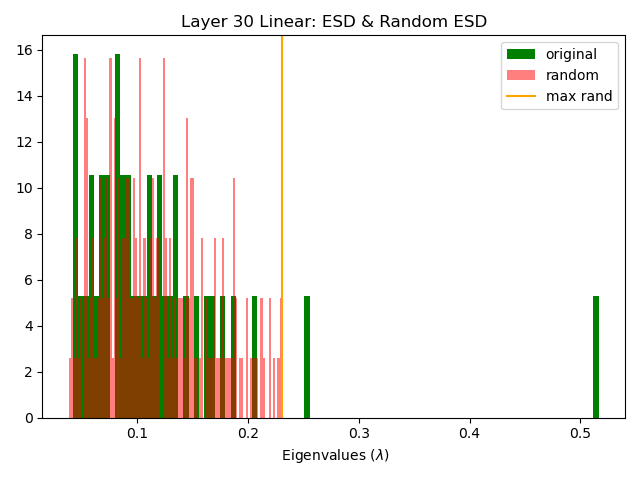 Layer 30 Linear: ESD & Random ESD
original
random
max rand
16
14
12
10
8
6
4
2
0
0.1 0.2 0.3 0.4 0.5
Eigenvalues (λ)